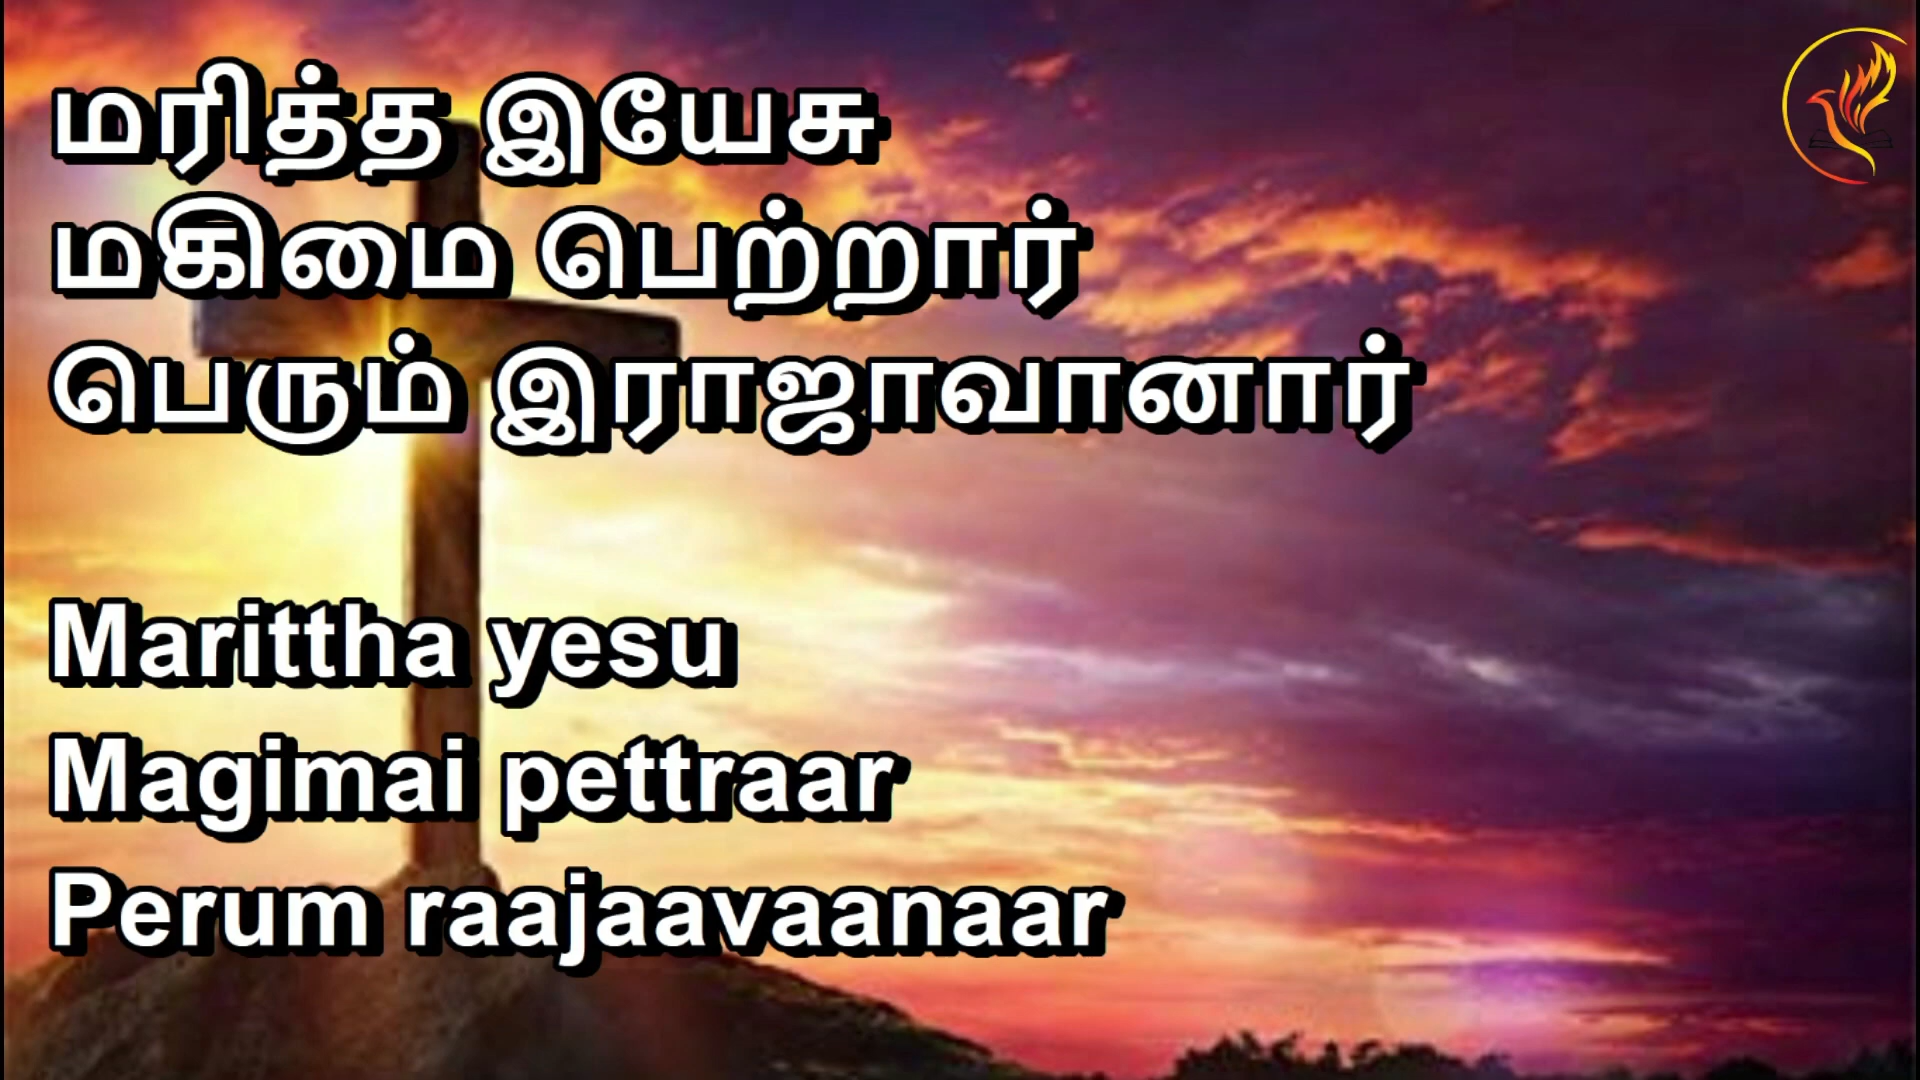 மரித்த இயேசு
மகிமை பெற்றார்
பெரும் இராஜாவானார்
Marittha yesu
Magimai pettraar
Perum raajaavaanaar